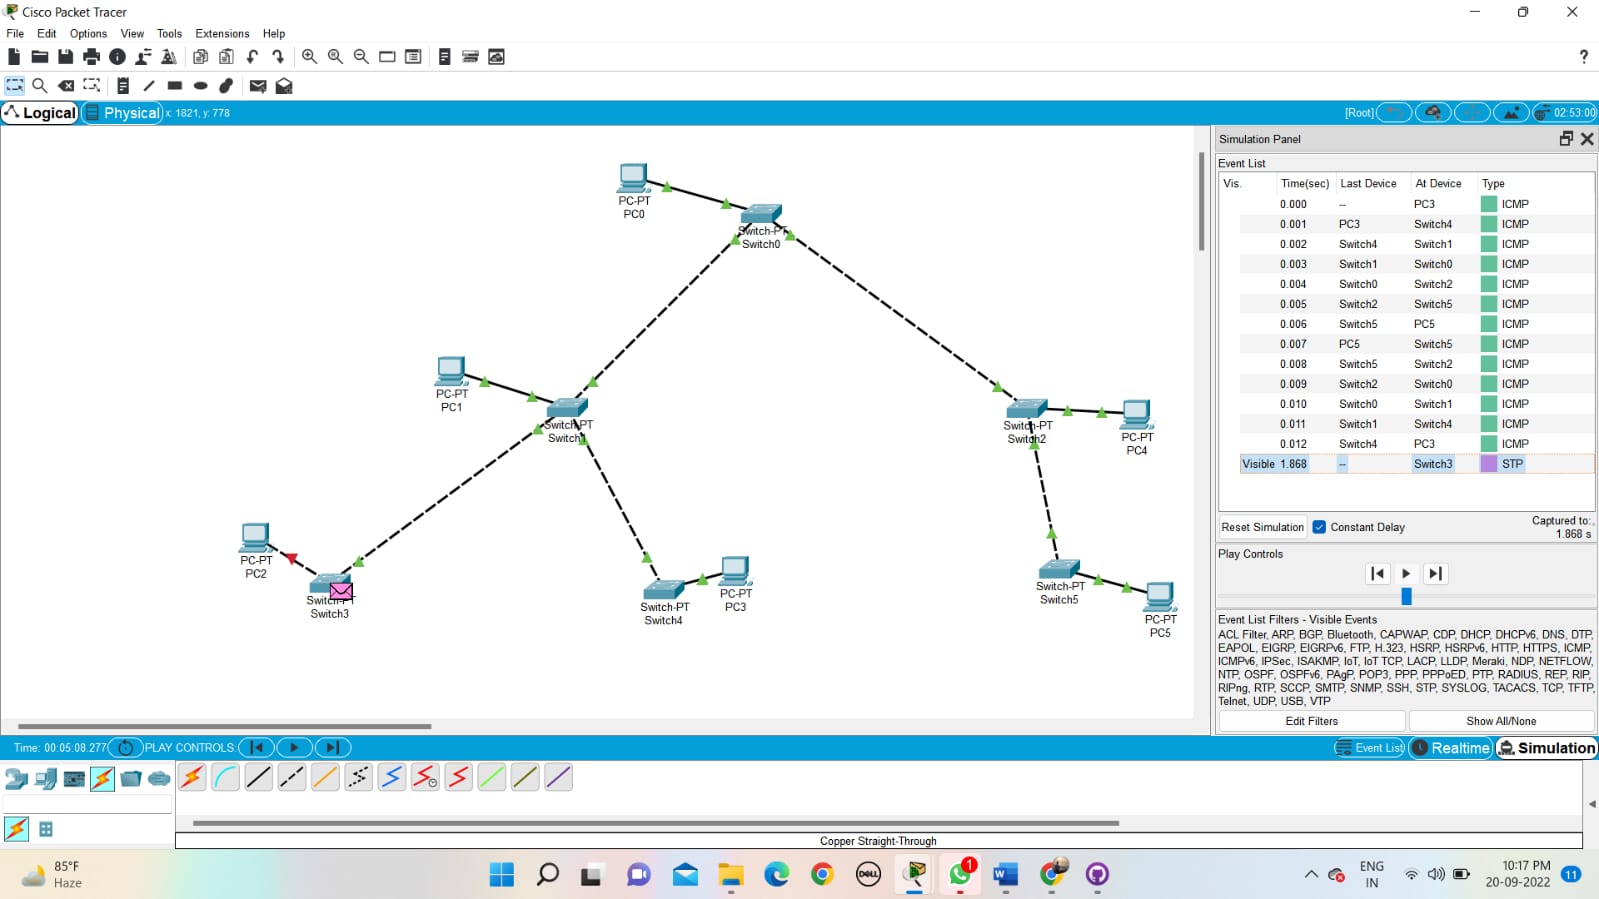 Cisco Packet Tracer
File Edit Options View Tools Extensions Help
?
Logical Physical x: 1821, y: 778 [Root] 02:53:00
PC-PT
PC0
Switch-PT
Switch0
PC-PT
PC1
Switch-PT
Switch1
Switch-PT
Switch2
PC-PT
PC4
PC-PT
PC2
Switch-PT
Switch3
Switch-PT
Switch4
PC-PT
PC3
Switch-PT
Switch5
PC-PT
PC5
Simulation Panel
Event List
Vis. Time(sec) Last Device At Device Type
0.000 -- PC3 ICMP
0.001 PC3 Switch4 ICMP
0.002 Switch4 Switch1 ICMP
0.003 Switch1 Switch0 ICMP
0.004 Switch0 Switch2 ICMP
0.005 Switch2 Switch5 ICMP
0.006 Switch5 PC5 ICMP
0.007 PC5 Switch5 ICMP
0.008 Switch5 Switch2 ICMP
0.009 Switch2 Switch0 ICMP
0.010 Switch0 Switch1 ICMP
0.011 Switch1 Switch4 ICMP
0.012 Switch4 PC3 ICMP
Visible 1.868 -- Switch3 STP
Reset Simulation Constant Delay Captured to:
1.868 s
Play Controls
Event List Filters - Visible Events
ACL Filter, ARP, BGP, Bluetooth, CAPWAP, CDP, DHCP, DHCPv6, DNS, DTP,
EAPOL, EIGRP, EIGRPv6, FTP, H.323, HSRP, HSRPv6, HTTP, HTTPS, ICMP,
ICMPv6, IPSec, ISAKMP, IoT, IoT TCP, LACP, LLDP, Meraki, NDP, NETFLOW,
NTP, OSPF, OSPFv6, PAgP, POP3, PPP, PPPoED, PTP, RADIUS, REP, RIP,
RIPng, RTP, SCCP, SMTP, SNMP, SSH, STP, SYSLOG, TACACS, TCP, TFTP,
Telnet, UDP, USB, VTP
Edit Filters Show All/None
Time: 00:05:08.277 PLAY CONTROLS: Event List Realtime Simulation
Copper Straight-Through
85°F
Haze
DELL
1
W
ENG
IN
10:17 PM
20-09-2022
11